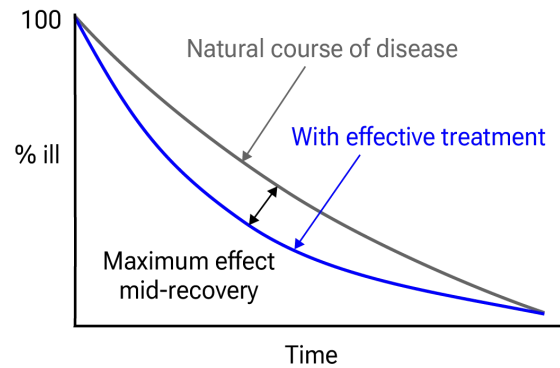 100
Natural course of disease
With effective treatment
% ill
Maximum effect
mid-recovery
Time